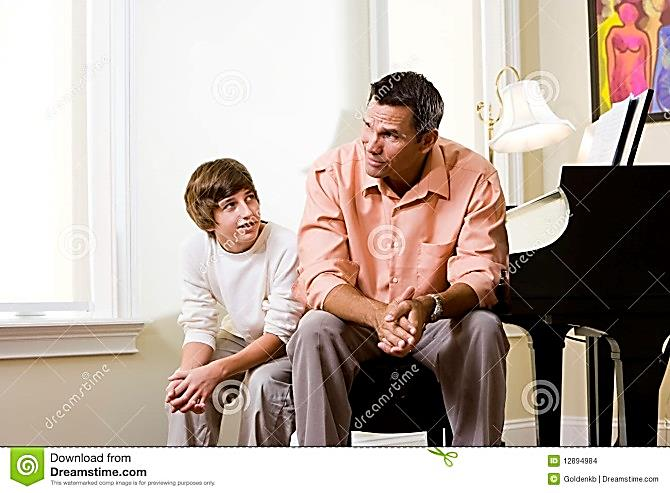 dreamstime
dreamstime
dreamstime
dreamstime
dreamstime
dreamstime
Download from
Dreamstime.com
This watermarked comp image is for previewing purposes only.
12894984
Goldenkb | Dreamstime.com